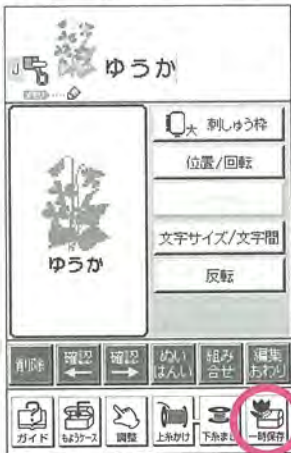 ゆうか
大 刺しゅう枠
位置/回転
ゆうか
文字サイズ/文字間
反転
削除 確認 確認 ぬいはんい 組み合せ 編集おわり
ガイド もようケース 調整 上糸かけ 下糸まき 一時保存